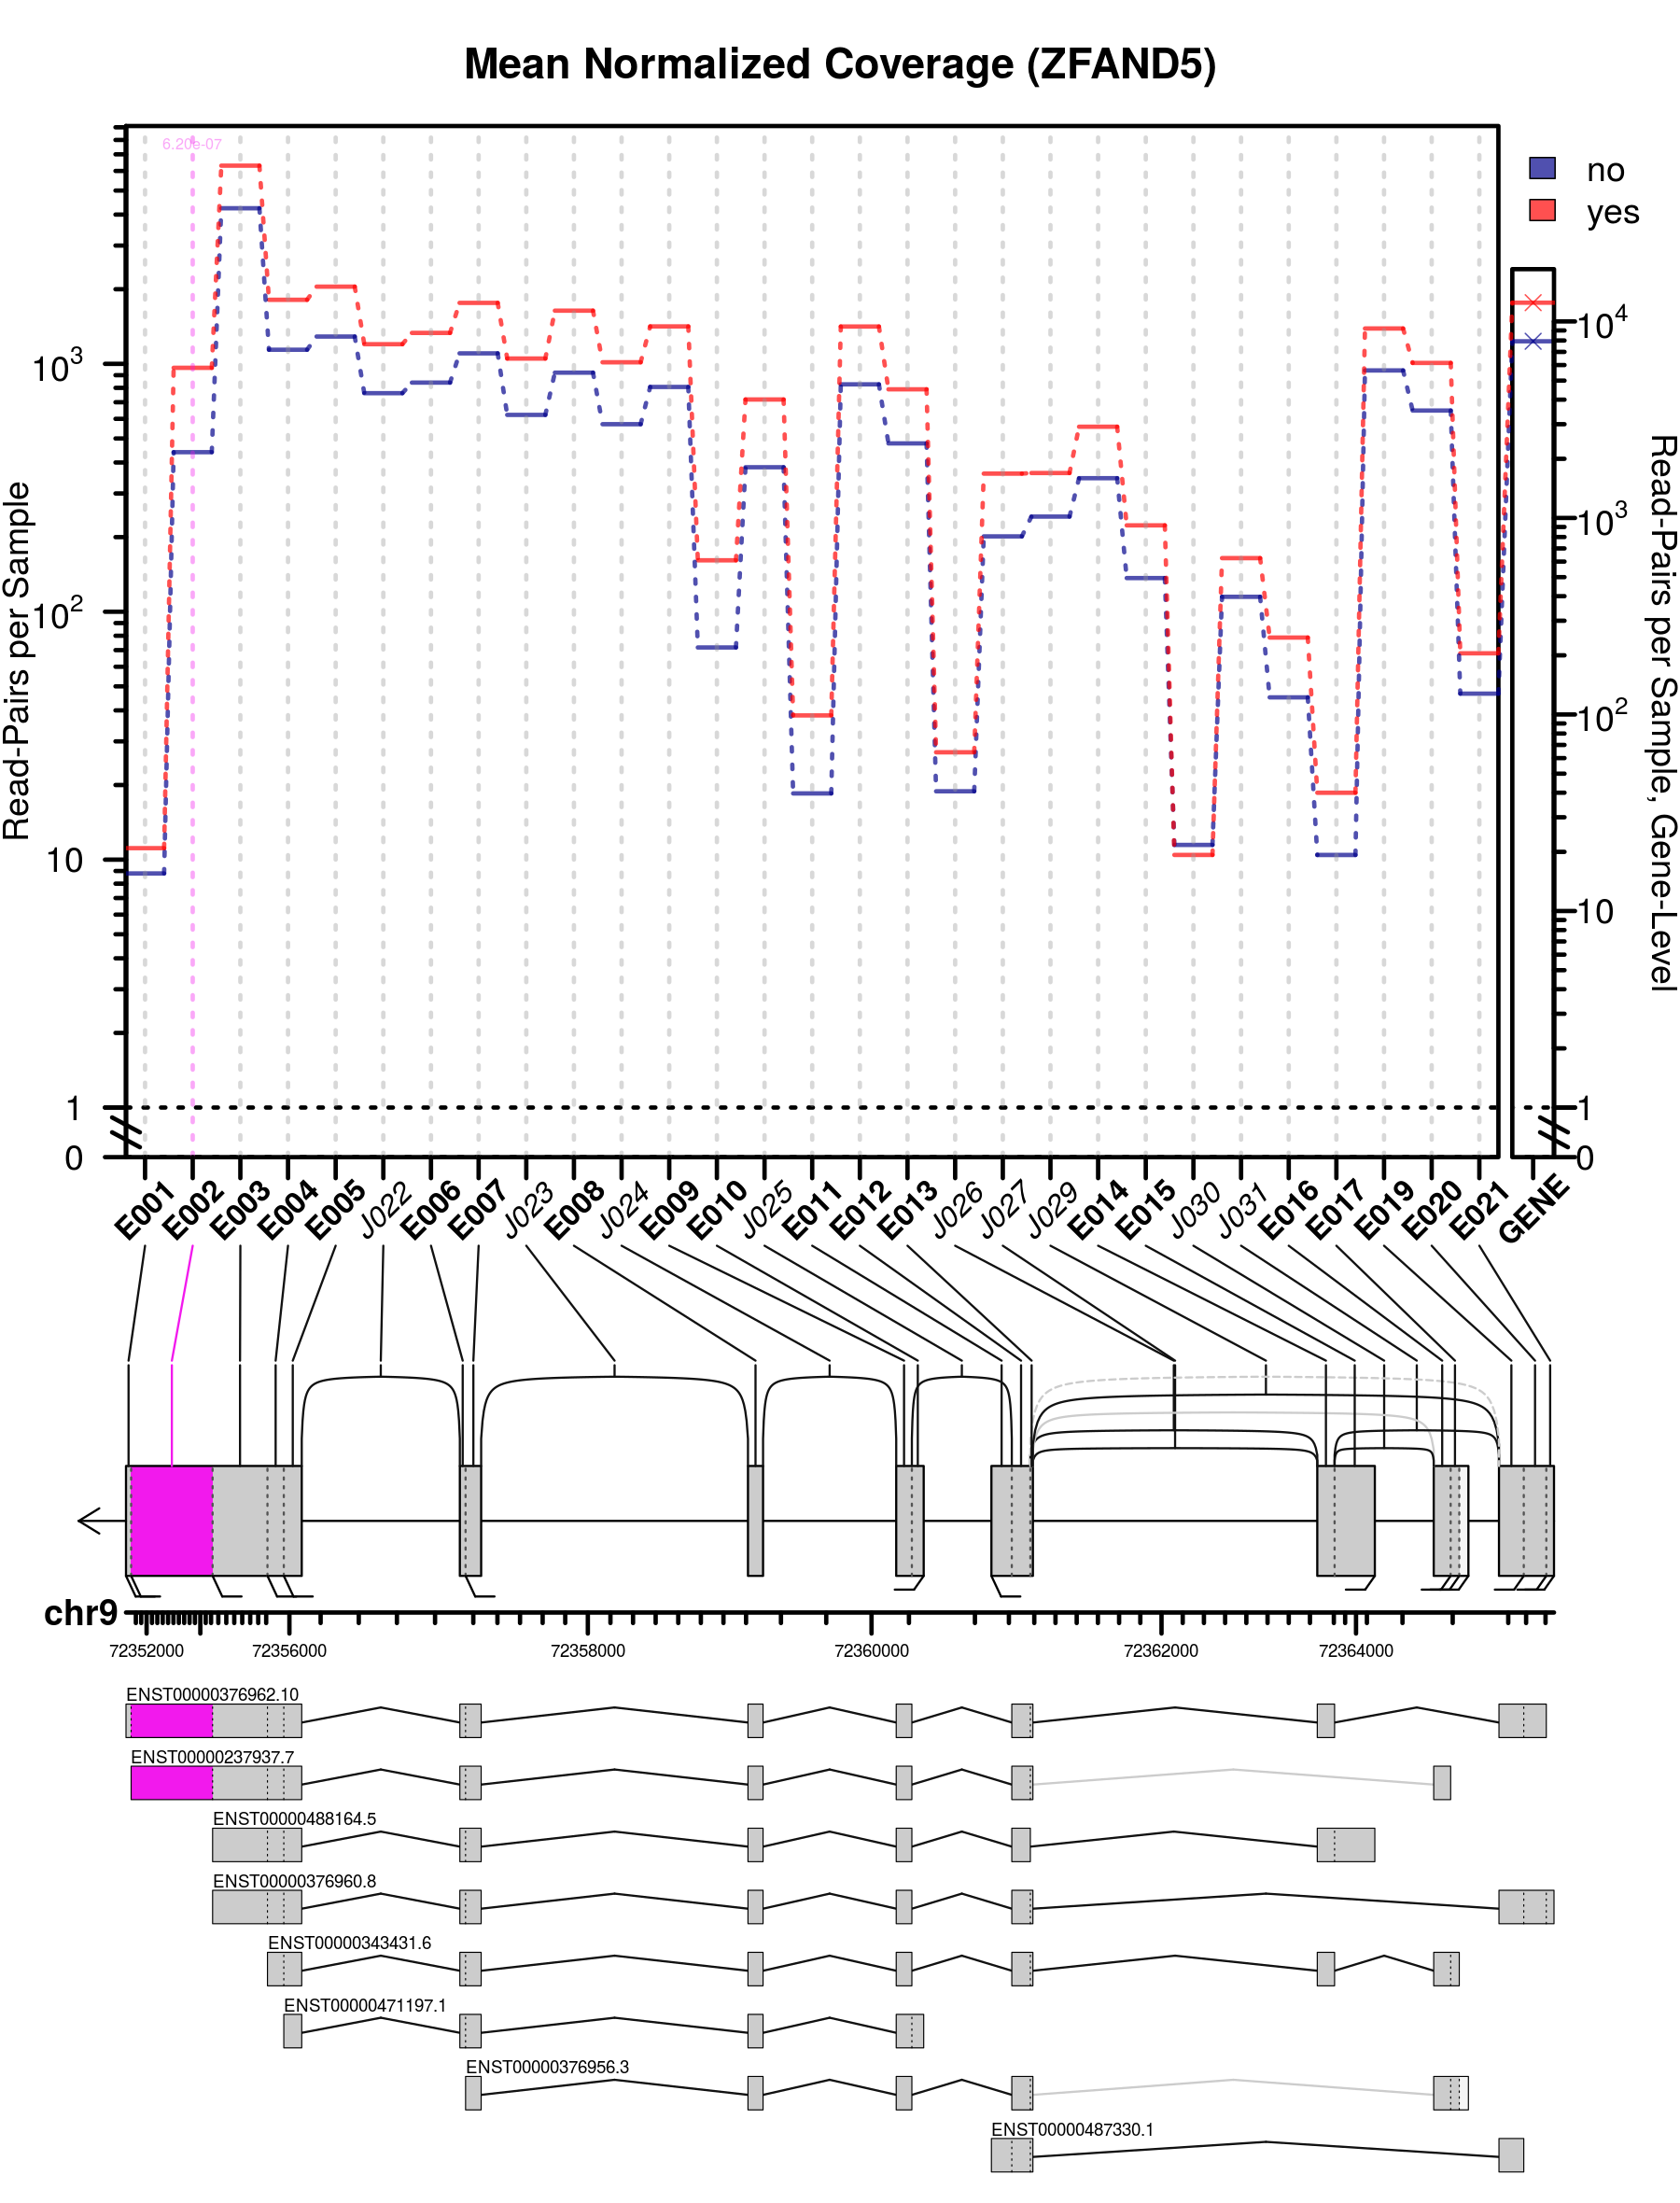 Mean Normalized Coverage (ZFAND5)
6.20e-07
no
yes
Read-Pairs per Sample
10^3
10^2
10
1
0
Read-Pairs per Sample, Gene-Level
10^4
10^3
10^2
10
1
0
E001 E002 E003 E004 E005 J022 E006 E007 J023 E008 J024 E009 E010 J025 E011 E012 E013 J026 J027 J029 E014 E015 J030 J031 E016 E017 E019 E020 E021 GENE
chr9
72352000 72356000 72358000 72360000 72362000 72364000
ENST00000376962.10
ENST00000237937.7
ENST00000488164.5
ENST00000376960.8
ENST00000343431.6
ENST00000471197.1
ENST00000376956.3
ENST00000487330.1